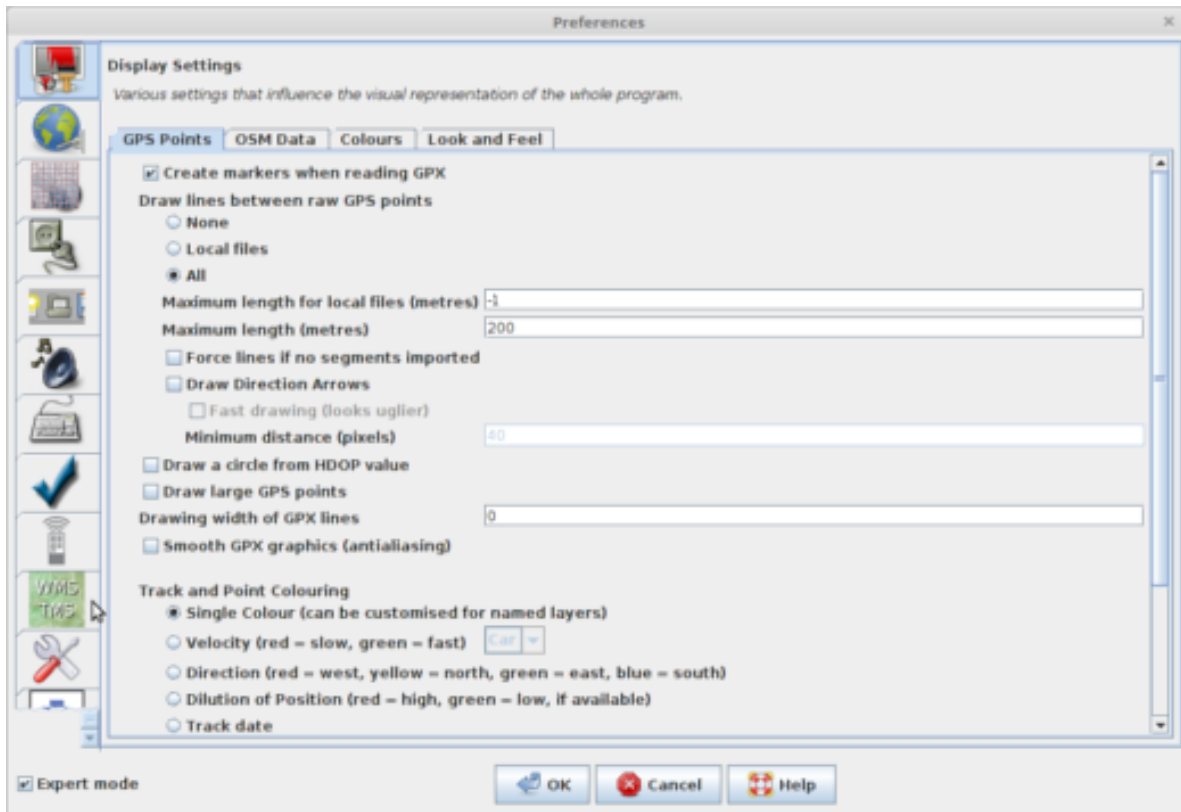 Preferences
Display Settings
Various settings that influence the visual representation of the whole program.
GPS Points OSM Data Colours Look and Feel
Create markers when reading GPX
Draw lines between raw GPS points
None
Local files
All
Maximum length for local files (metres) -1
Maximum length (metres) 200
Force lines if no segments imported
Draw Direction Arrows
Fast drawing (looks uglier)
Minimum distance (pixels) 40
Draw a circle from HDOP value
Draw large GPS points
Drawing width of GPX lines 0
Smooth GPX graphics (antialiasing)
WMS
TMS
Track and Point Colouring
Single Colour (can be customised for named layers)
Velocity (red = slow, green = fast) Car
Direction (red = west, yellow = north, green = east, blue = south)
Dilution of Position (red = high, green = low, if available)
Track date
Expert mode
OK Cancel Help